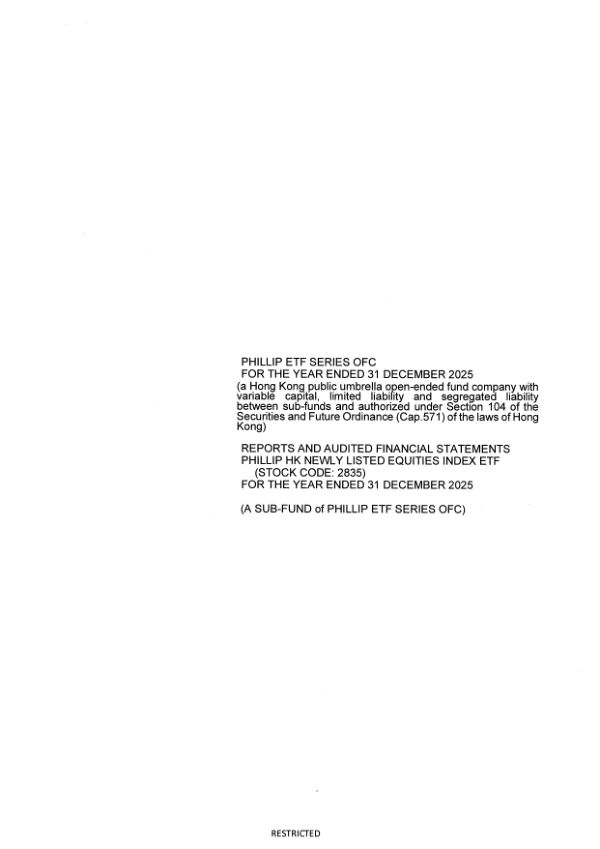 PHILLIP ETF SERIES OFC
FOR THE YEAR ENDED 31 DECEMBER 2025
(a Hong Kong public umbrella open-ended fund company with
variable capital, limited liability and segregated liability
between sub-funds and authorized under Section 104 of the
Securities and Future Ordinance (Cap.571) of the laws of Hong
Kong)
REPORTS AND AUDITED FINANCIAL STATEMENTS
PHILLIP HK NEWLY LISTED EQUITIES INDEX ETF
(STOCK CODE: 2835)
FOR THE YEAR ENDED 31 DECEMBER 2025
(A SUB-FUND of PHILLIP ETF SERIES OFC)
RESTRICTED